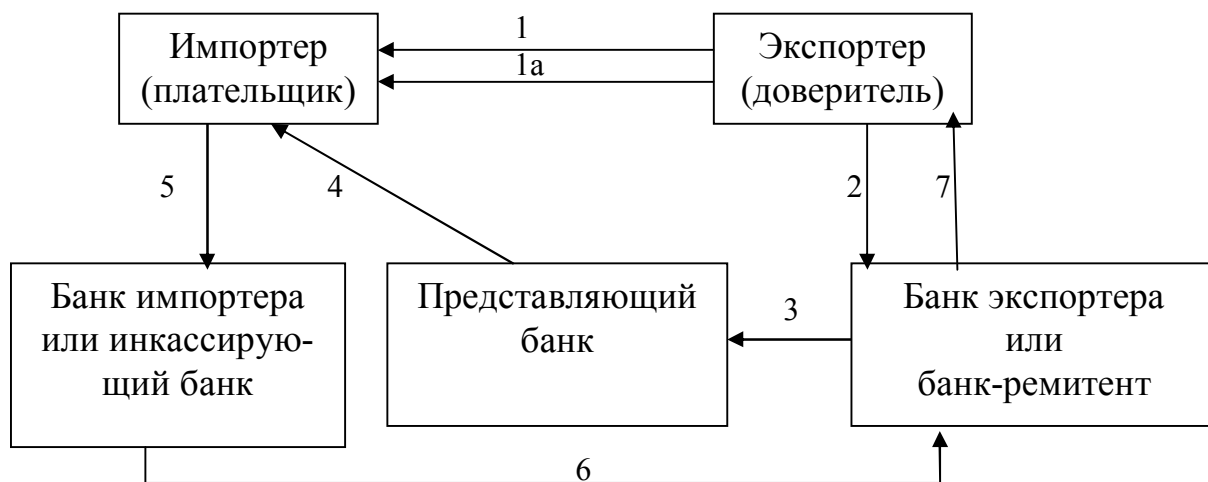 Импортер
(плательщик)
1
1а
Экспортер
(доверитель)
5
4
2
7
Банк импортера
или инкассирую-
щий банк
Представляющий
банк
3
Банк экспортера
или
банк-ремитент
6